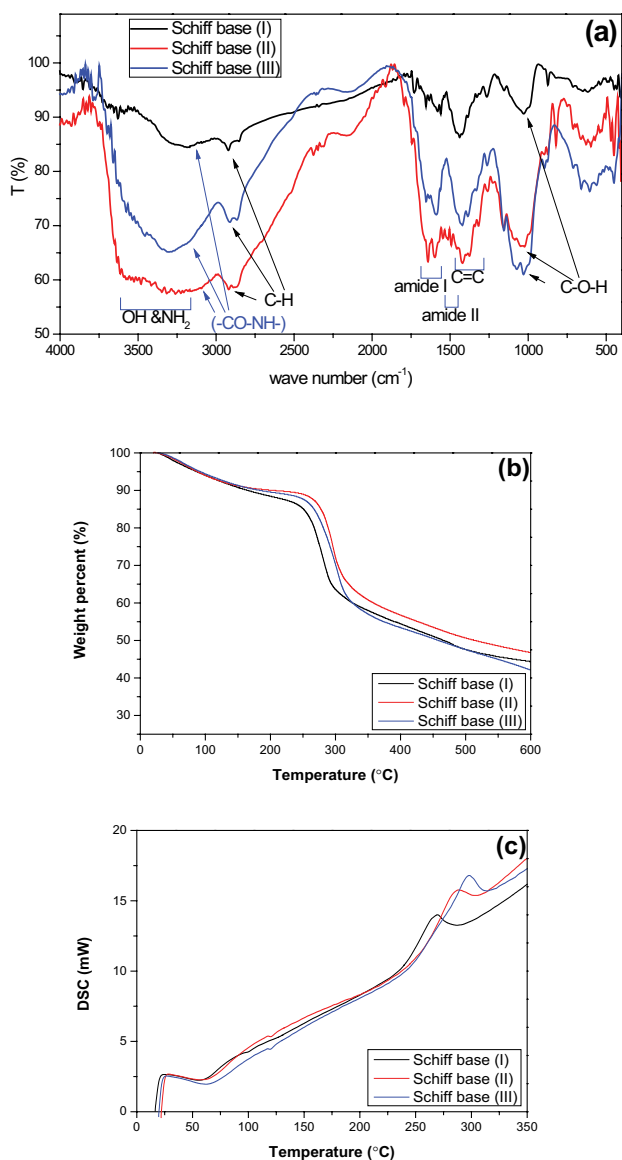 (a)
Schiff base (I)
Schiff base (II)
Schiff base (III)
T (%)
100
90
80
70
60
50
OH &NH₂
(-CO-NH-)
C-H
amide I
C=C
amide II
C-O-H
4000 3500 3000 2500 2000 1500 1000 500
wave number (cm⁻¹)
(b)
Weight percent (%)
100
90
80
70
60
50
40
30
Schiff base (I)
Schiff base (II)
Schiff base (III)
0 100 200 300 400 500 600
Temperature (°C)
(c)
DSC (mW)
20
15
10
5
0
Schiff base (I)
Schiff base (II)
Schiff base (III)
0 50 100 150 200 250 300 350
Temperature (°C)